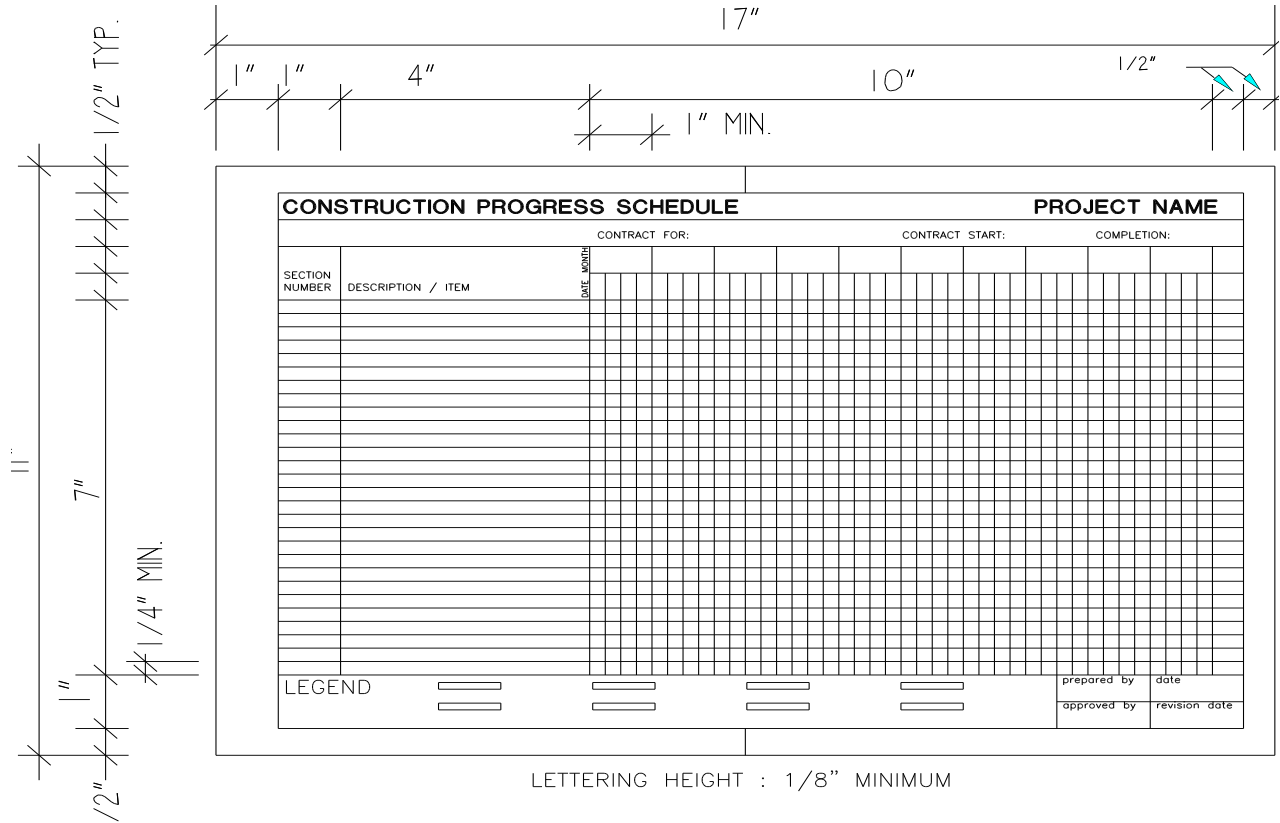 17"
1/2" TYP.
1" 1" 4" 10" 1/2"
1" MIN.
CONSTRUCTION PROGRESS SCHEDULE PROJECT NAME
CONTRACT FOR: CONTRACT START: COMPLETION:
DATE MONTH
SECTION
NUMBER DESCRIPTION / ITEM
11"
7"
1/4" MIN.
1"
LEGEND
prepared by date
approved by revision date
/2"
LETTERING HEIGHT : 1/8” MINIMUM